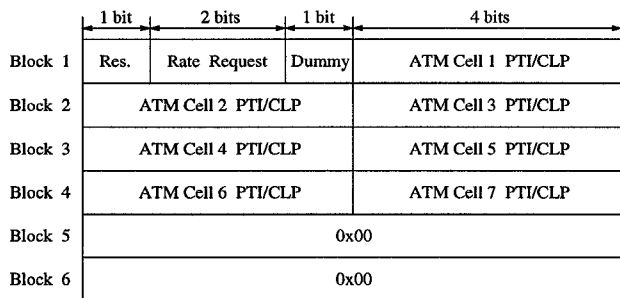 1 bit 2 bits 1 bit 4 bits
Block 1 Res. Rate Request Dummy ATM Cell 1 PTI/CLP
Block 2 ATM Cell 2 PTI/CLP ATM Cell 3 PTI/CLP
Block 3 ATM Cell 4 PTI/CLP ATM Cell 5 PTI/CLP
Block 4 ATM Cell 6 PTI/CLP ATM Cell 7 PTI/CLP
Block 5 0x00
Block 6 0x00